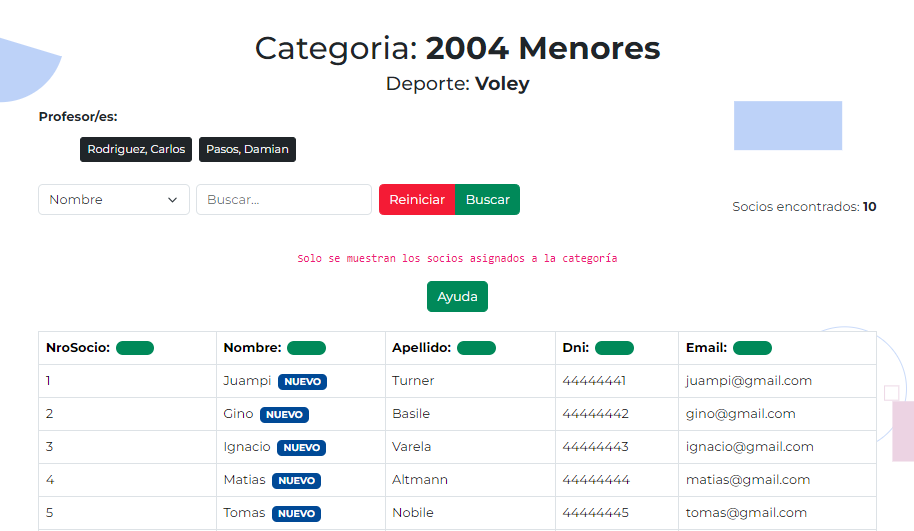 Categoria: 2004 Menores
Deporte: Voley
Profesor/es:
Rodriguez, Carlos Pasos, Damian
Nombre Buscar... Reiniciar Buscar
Socios encontrados: 10
Solo se muestran los socios asignados a la categoría
Ayuda
NroSocio: Nombre: Apellido: Dni: Email:
1 Juampi NUEVO Turner 44444441 juampi@gmail.com
2 Gino NUEVO Basile 44444442 gino@gmail.com
3 Ignacio NUEVO Varela 44444443 ignacio@gmail.com
4 Matias NUEVO Altmann 44444444 matias@gmail.com
5 Tomas NUEVO Nobile 44444445 tomas@gmail.com